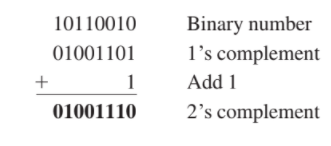 10110010 Binary number
01001101 1's complement
+ 1 Add 1
01001110 2's complement